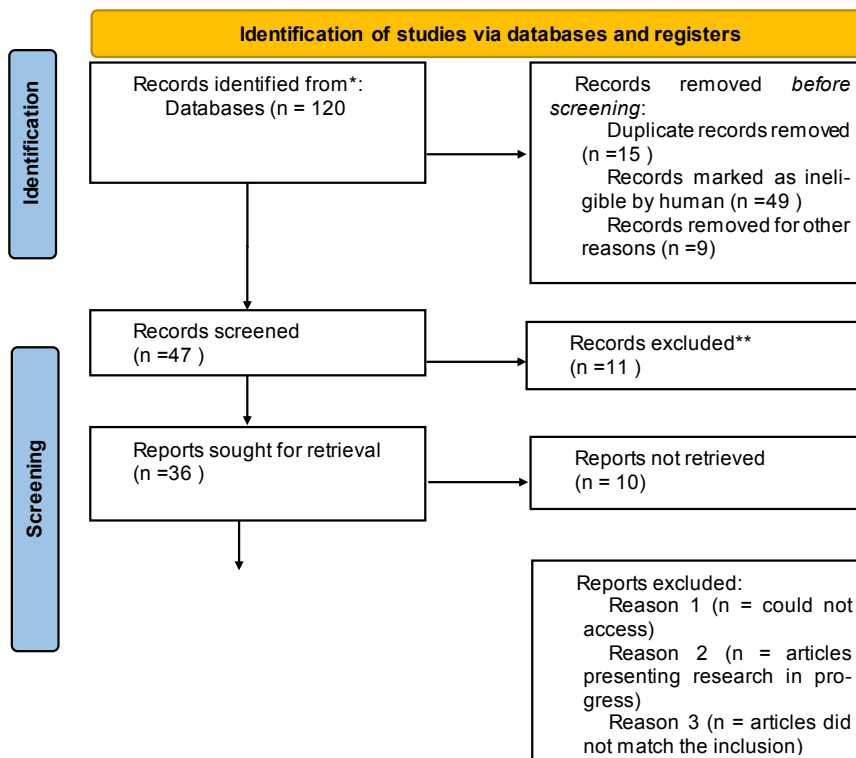 Identification of studies via databases and registers
Identification
Records identified from*:
Databases (n = 120
Records removed before
screening:
Duplicate records removed
(n =15 )
Records marked as ineli-
gible by human (n =49 )
Records removed for other
reasons (n =9)
Screening
Records screened
(n =47 )
Records excluded**
(n =11 )
Reports sought for retrieval
(n =36 )
Reports not retrieved
(n = 10)
Reports excluded:
Reason 1 (n = could not
access)
Reason 2 (n = articles
presenting research in pro-
gress)
Reason 3 (n = articles did
not match the inclusion)